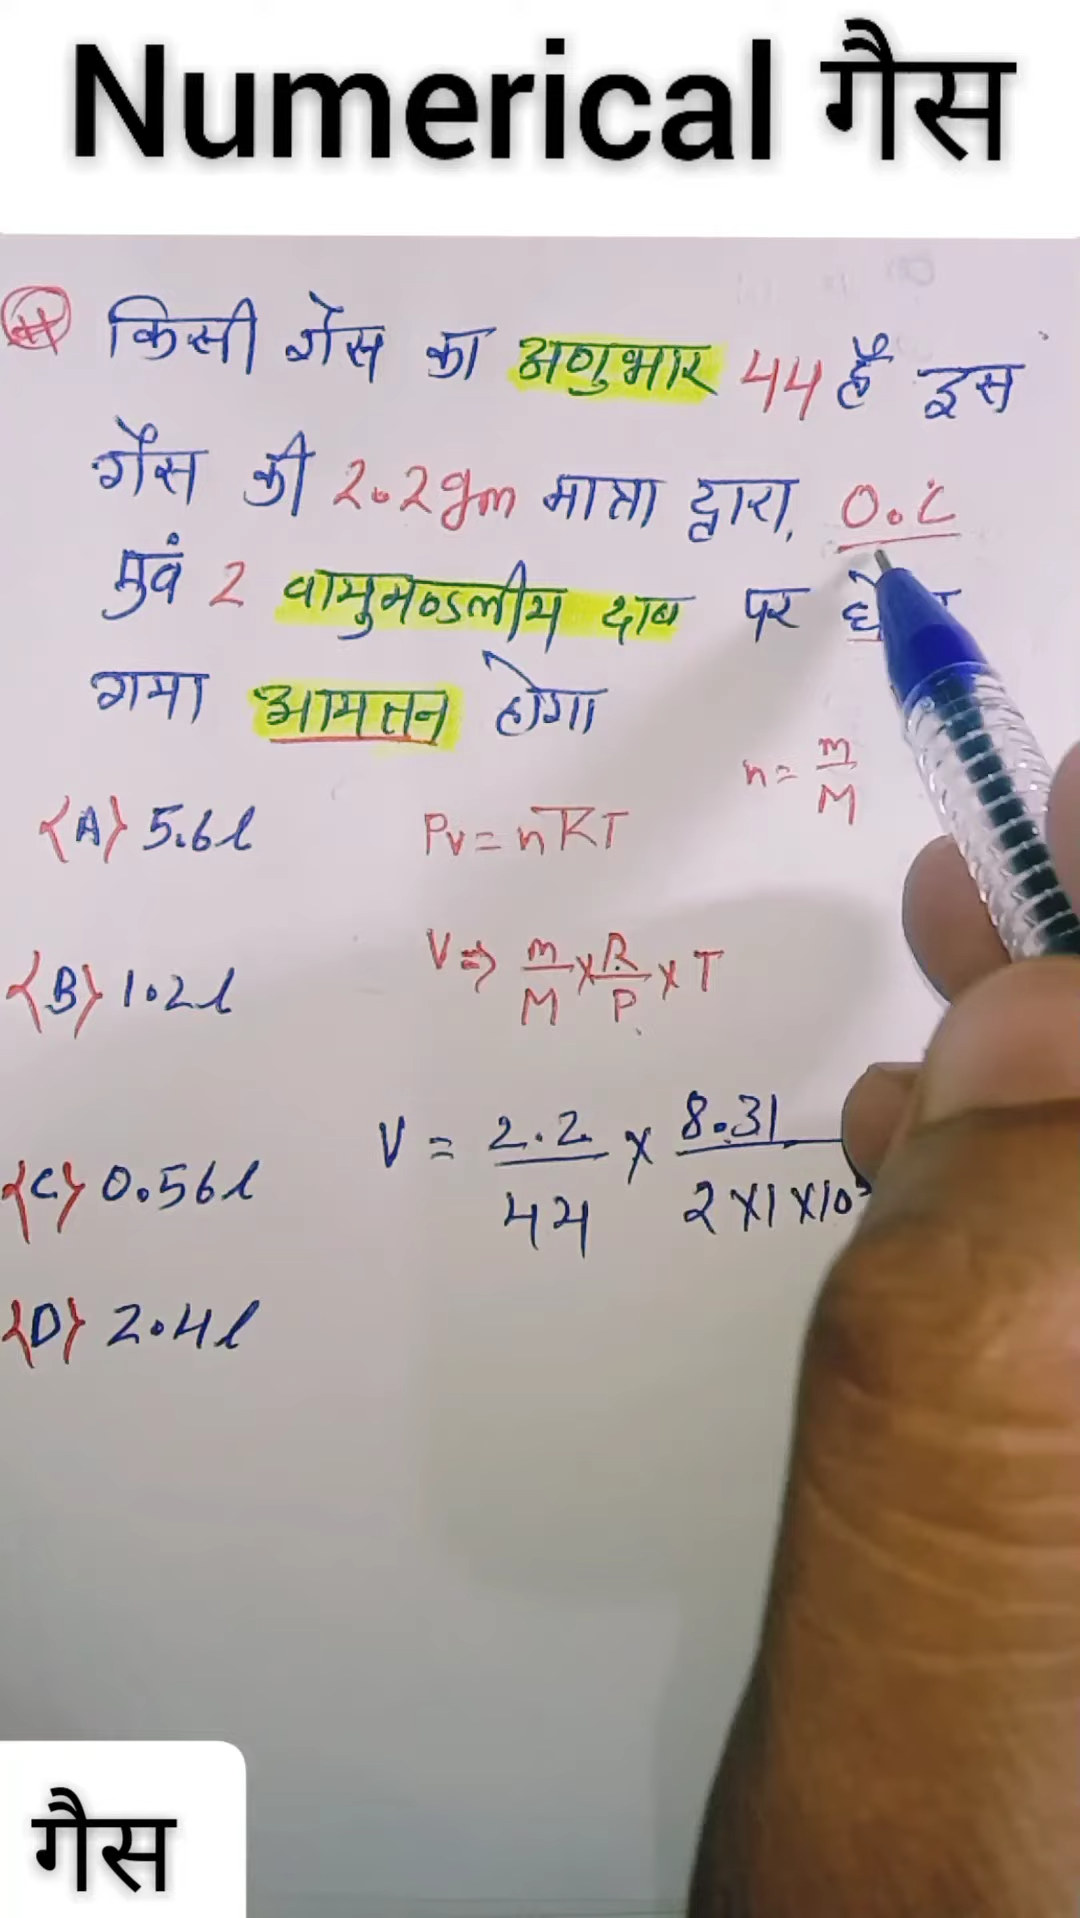 Numerical गैस
किसी गैस का अणुभार 44 है इस
गैस की 2.2gm मात्रा द्वारा, 0.C
एवं 2 वायुमण्डलीय दाब पर
गया आयतन होगा
n = m/M
(A) 5.6l
PV = nRT
(B) 1.2l
V ⇒ m/M × R/P × T
V = 2.2/44 × 8.31/2×1×10
(C) 0.56l
(D) 2.4l
गैस